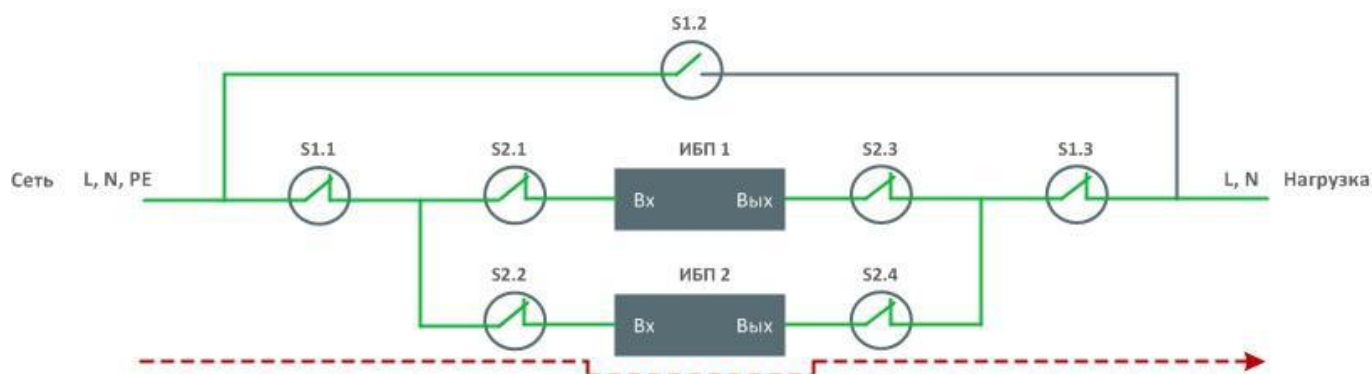 S1.2
S1.1
S2.1
ИБП 1
S2.3
S1.3
Сеть
L, N, PE
Вх
Вых
L, N
Нагрузка
S2.2
ИБП 2
S2.4
Вх
Вых